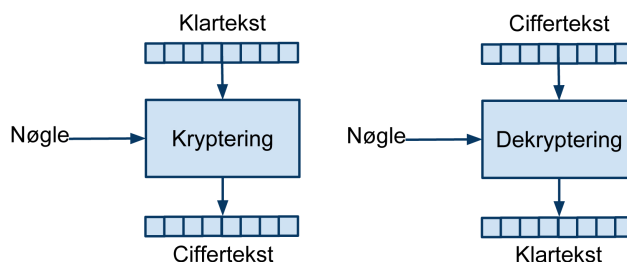 Klartekst
Nøgle
Kryptering
Ciffertekst
Ciffertekst
Nøgle
Dekryptering
Klartekst